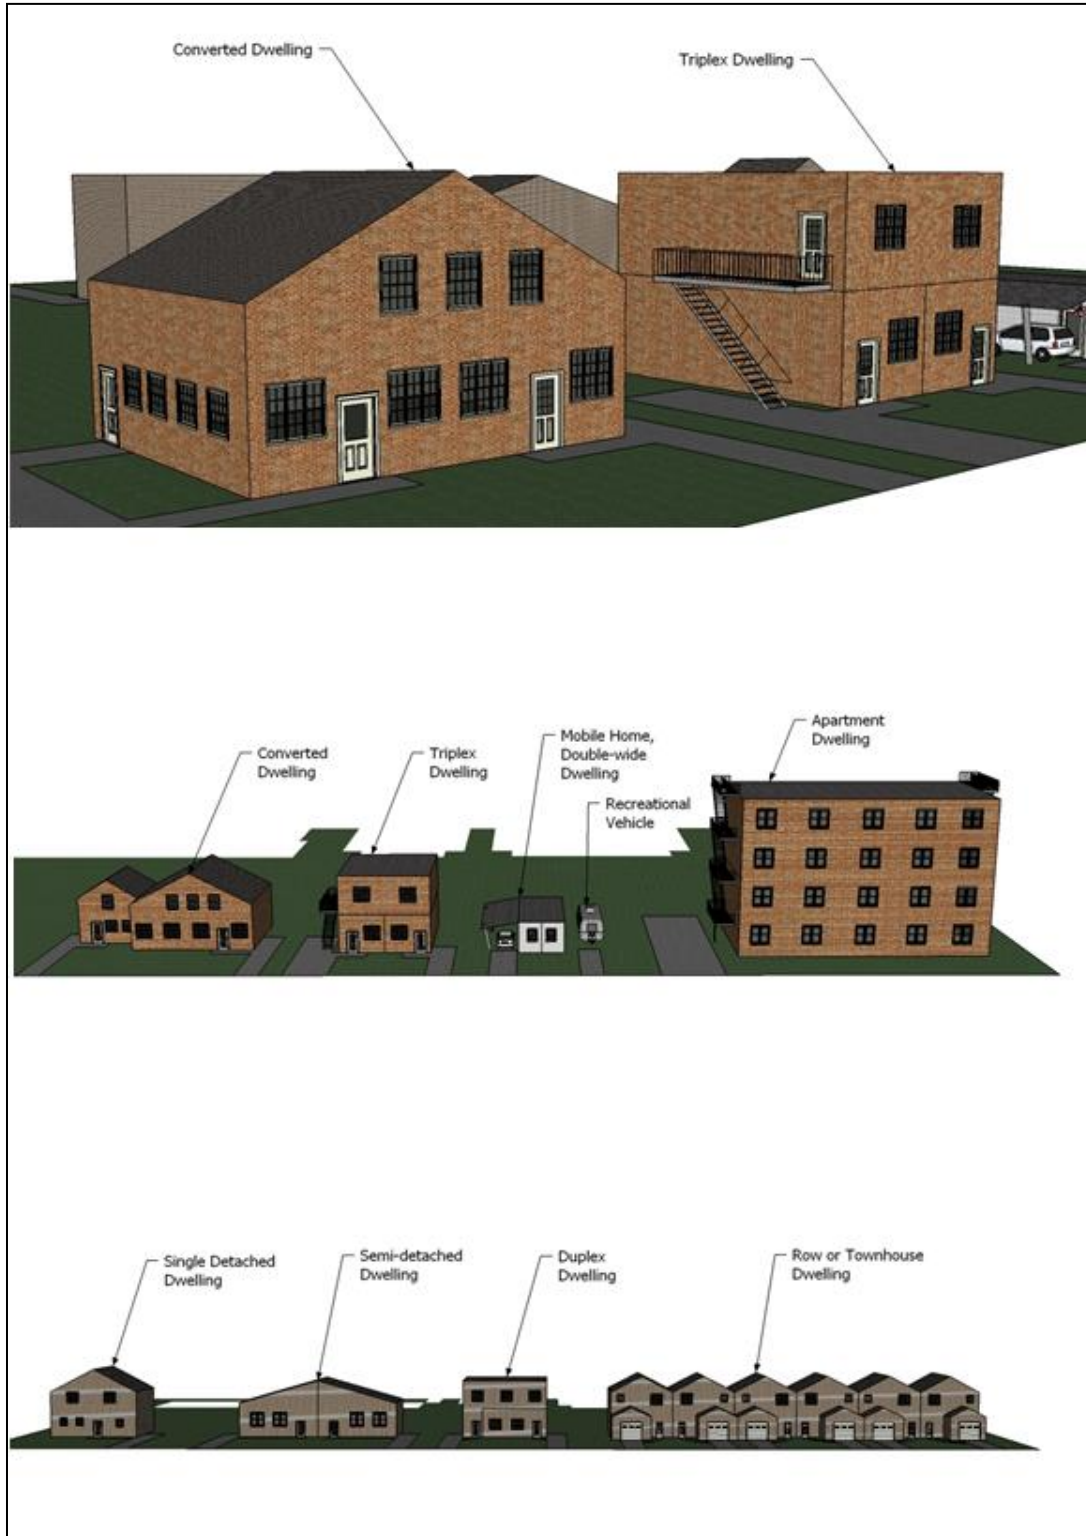 Converted Dwelling
Triplex Dwelling
Converted
Dwelling
Triplex
Dwelling
Mobile Home,
Double-wide
Dwelling
Recreational
Vehicle
Apartment
Dwelling
Single Detached
Dwelling
Semi-detached
Dwelling
Duplex
Dwelling
Row or Townhouse
Dwelling